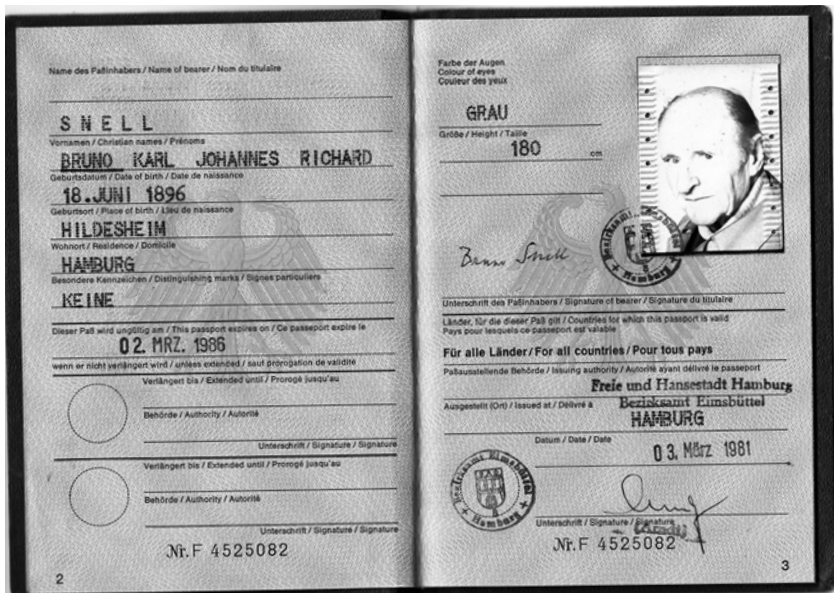 Name des Paßinhabers / Name of bearer / Nom du titulaire
SNELL
Vornamen / Christian names / Prénoms
BRUNO KARL JOHANNES RICHARD
Geburtsdatum / Date of birth / Date de naissance
18.JUNI 1896
Geburtsort / Place of birth / Lieu de naissance
HILDESHEIM
Wohnort / Residence / Domicile
HAMBURG
Besondere Kennzeichen / Distinguishing marks / Signes particuliers
KEINE
Dieser Paß wird ungültig am / This passport expires on / Ce passeport expire le
02. MRZ. 1986
wenn er nicht verlängert wird / unless extended / sauf prorogation de validité
Verlängert bis / Extended until / Prorogé jusqu'au
Behörde / Authority / Autorité
Unterschrift / Signature / Signature
Verlängert bis / Extended until / Prorogé jusqu'au
Behörde / Authority / Autorité
Unterschrift / Signature / Signature
Nr. F 4525082
2
Farbe der Augen
Colour of eyes
Couleur des yeux
GRAU
Größe / Height / Taille
180 cm
Bruno Snell
Bezirksamt Eimsbüttel
Hamburg
Unterschrift des Paßinhabers / Signature of bearer / Signature du titulaire
Länder, für die dieser Paß gilt / Countries for which this passport is valid
Pays pour lesquels ce passeport est valable
Für alle Länder / For all countries / Pour tous pays
Paßausstellende Behörde / Issuing authority / Autorité ayant délivré le passeport
Freie und Hansestadt Hamburg
Bezirksamt Eimsbüttel
Ausgestellt (Ort) / Issued at / Délivré à
HAMBURG
Datum / Date / Date
03. März 1981
Bezirksamt Eimsbüttel
Hamburg
Unterschrift / Signature / Signature
Nr. F 4525082
3